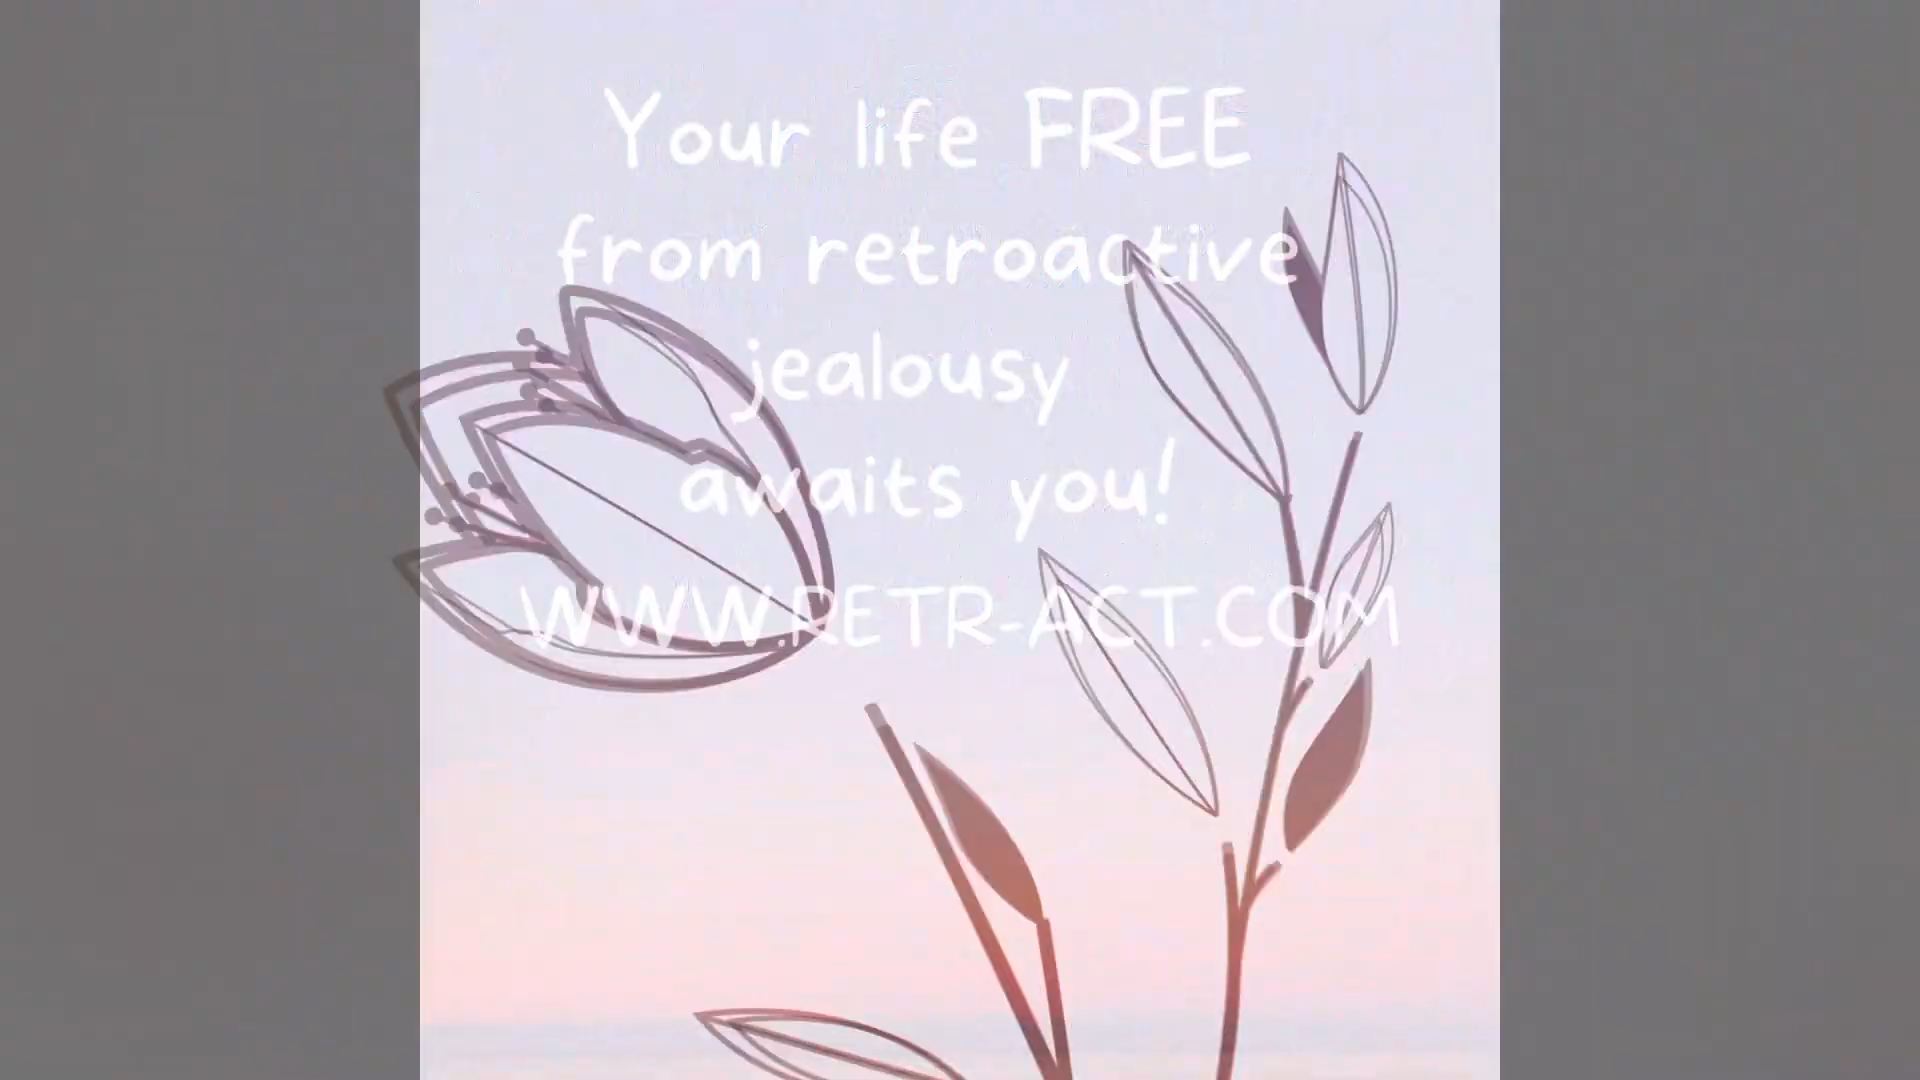 Your life FREE
from retroactive
jealousy
awaits you!
WWW.RETR-ACT.COM